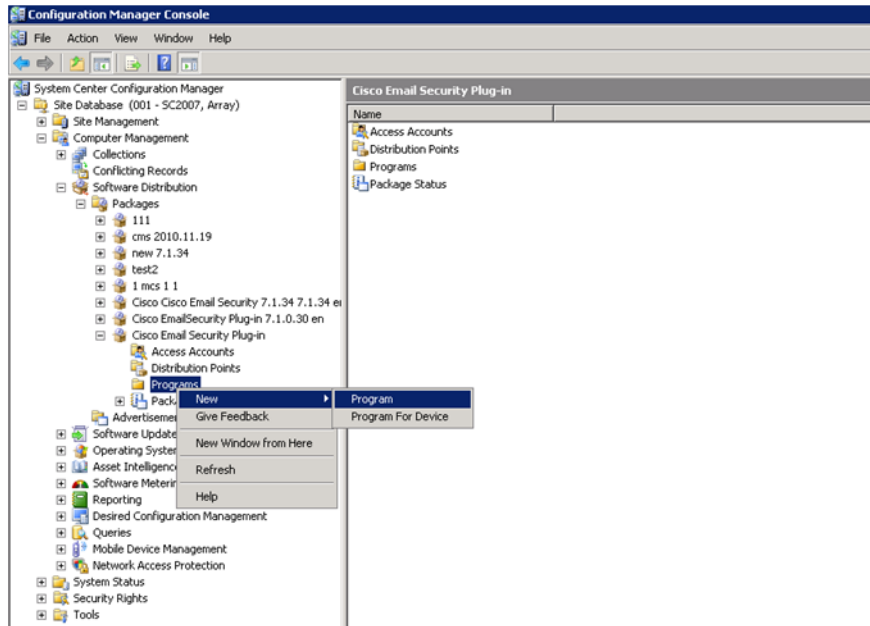 Configuration Manager Console
File Action View Window Help
System Center Configuration Manager
Site Database (001 - SC2007, Array)
Site Management
Computer Management
Collections
Conflicting Records
Software Distribution
Packages
111
cms 2010.11.19
new 7.1.34
test2
1 mcs 1 1
Cisco Cisco Email Security 7.1.34 7.1.34 en
Cisco EmailSecurity Plug-in 7.1.0.30 en
Cisco Email Security Plug-in
Access Accounts
Distribution Points
Programs
Pack
Advertisemen
Software Update
Operating System
Asset Intelligence
Software Meterin
Reporting
Desired Configuration Management
Queries
Mobile Device Management
Network Access Protection
System Status
Security Rights
Tools
New
Give Feedback
New Window from Here
Refresh
Help
Program
Program For Device
Cisco Email Security Plug-in
Name
Access Accounts
Distribution Points
Programs
Package Status